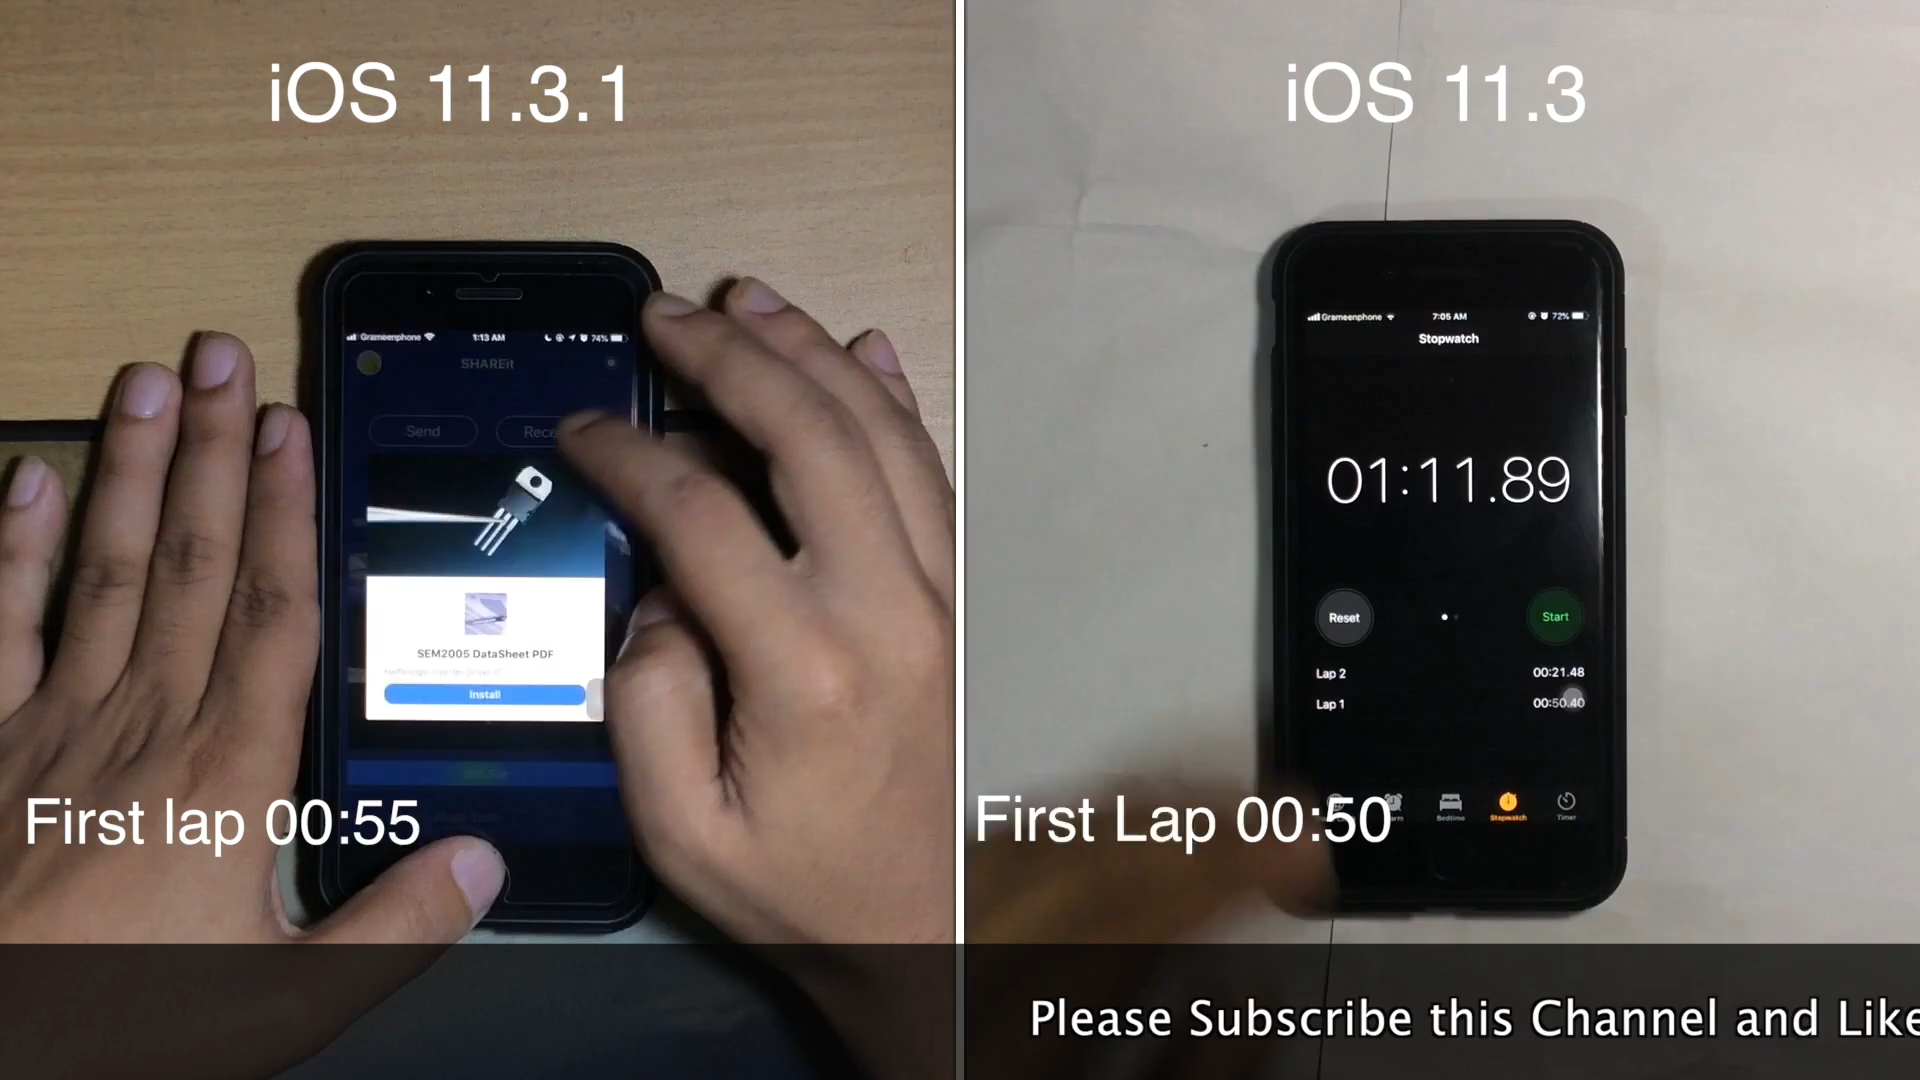 iOS 11.3.1
Grameenphone
1:13 AM
74%
SHAREit
Send
Rece
SEM2005 DataSheet PDF
Install
First lap 00:55
iOS 11.3
Grameenphone
7:05 AM
72%
Stopwatch
01:11.89
Reset
Start
Lap 2
00:21.48
Lap 1
00:50.40
Bedtime
Stopwatch
Timer
First Lap 00:50
Please Subscribe this Channel and Like